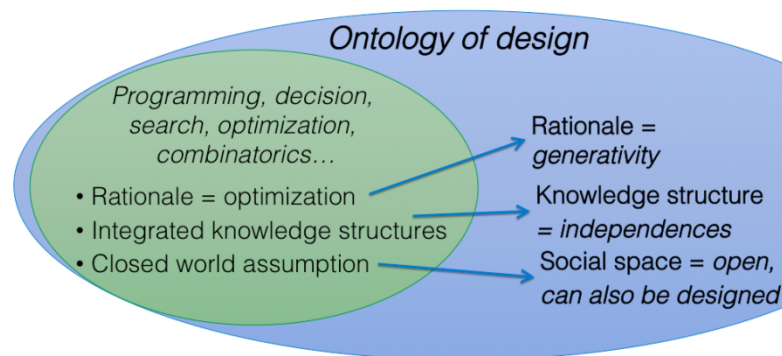 Ontology of design
Programming, decision,
search, optimization,
combinatorics…
• Rationale = optimization
• Integrated knowledge structures
• Closed world assumption
Rationale =
generativity
Knowledge structure
= independences
Social space = open,
can also be designed